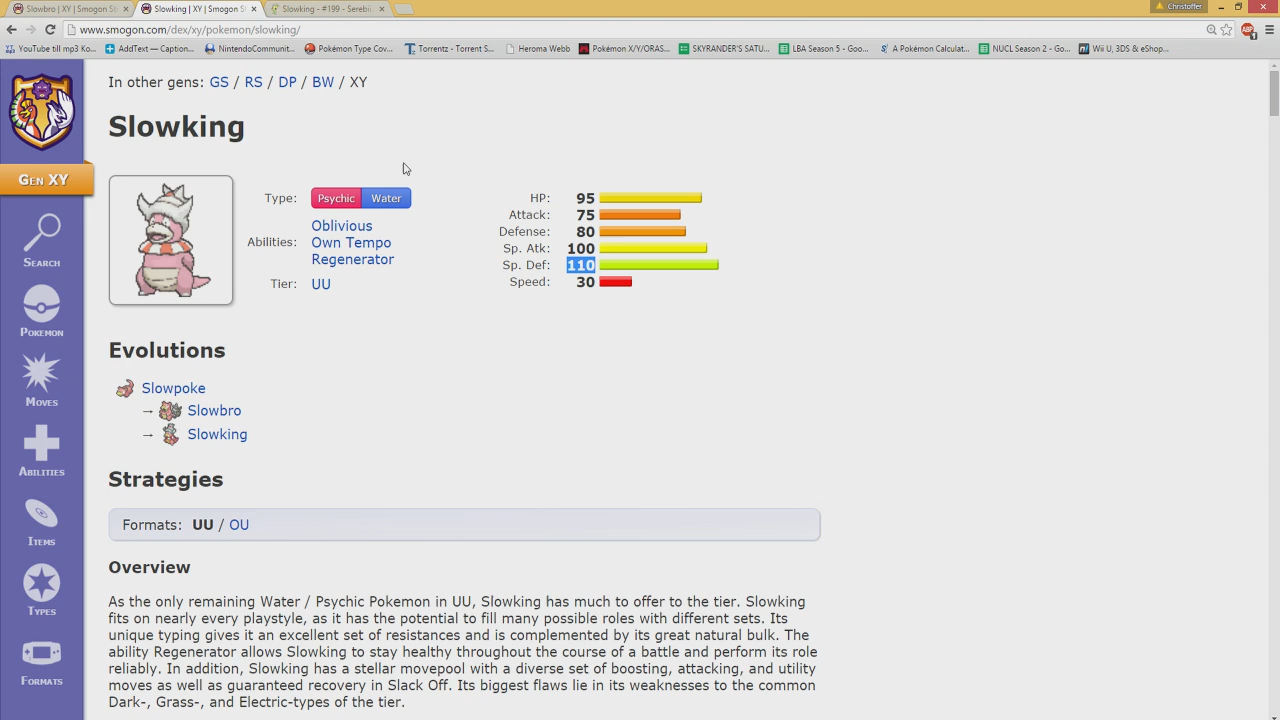 Slowbro | XY | Smogon St
Slowking | XY | Smogon St
Slowking - #199 - Serebii
Christoffer
www.smogon.com/dex/xy/pokemon/slowking/
ABP
YouTube till mp3 Ko...
AddText — Caption...
NintendoCommunit...
Pokémon Type Cov...
Torrentz - Torrent S...
Heroma Webb
Pokémon X/Y/ORAS...
SKYRANDER'S SATU...
LBA Season 5 - Goo...
A Pokémon Calculat...
NUCL Season 2 - Go...
Wii U, 3DS & eShop...
In other gens: GS / RS / DP / BW / XY
Slowking
GEN XY
SEARCH
POKEMON
MOVES
ABILITIES
ITEMS
TYPES
FORMATS
Type: Psychic Water
Abilities: Oblivious
Own Tempo
Regenerator
Tier: UU
HP: 95
Attack: 75
Defense: 80
Sp. Atk: 100
Sp. Def: 110
Speed: 30
Evolutions
Slowpoke
→ Slowbro
→ Slowking
Strategies
Formats: UU / OU
Overview
As the only remaining Water / Psychic Pokemon in UU, Slowking has much to offer to the tier. Slowking
fits on nearly every playstyle, as it has the potential to fill many possible roles with different sets. Its
unique typing gives it an excellent set of resistances and is complemented by its great natural bulk. The
ability Regenerator allows Slowking to stay healthy throughout the course of a battle and perform its role
reliably. In addition, Slowking has a stellar movepool with a diverse set of boosting, attacking, and utility
moves as well as guaranteed recovery in Slack Off. Its biggest flaws lie in its weaknesses to the common
Dark-, Grass-, and Electric-types of the tier.